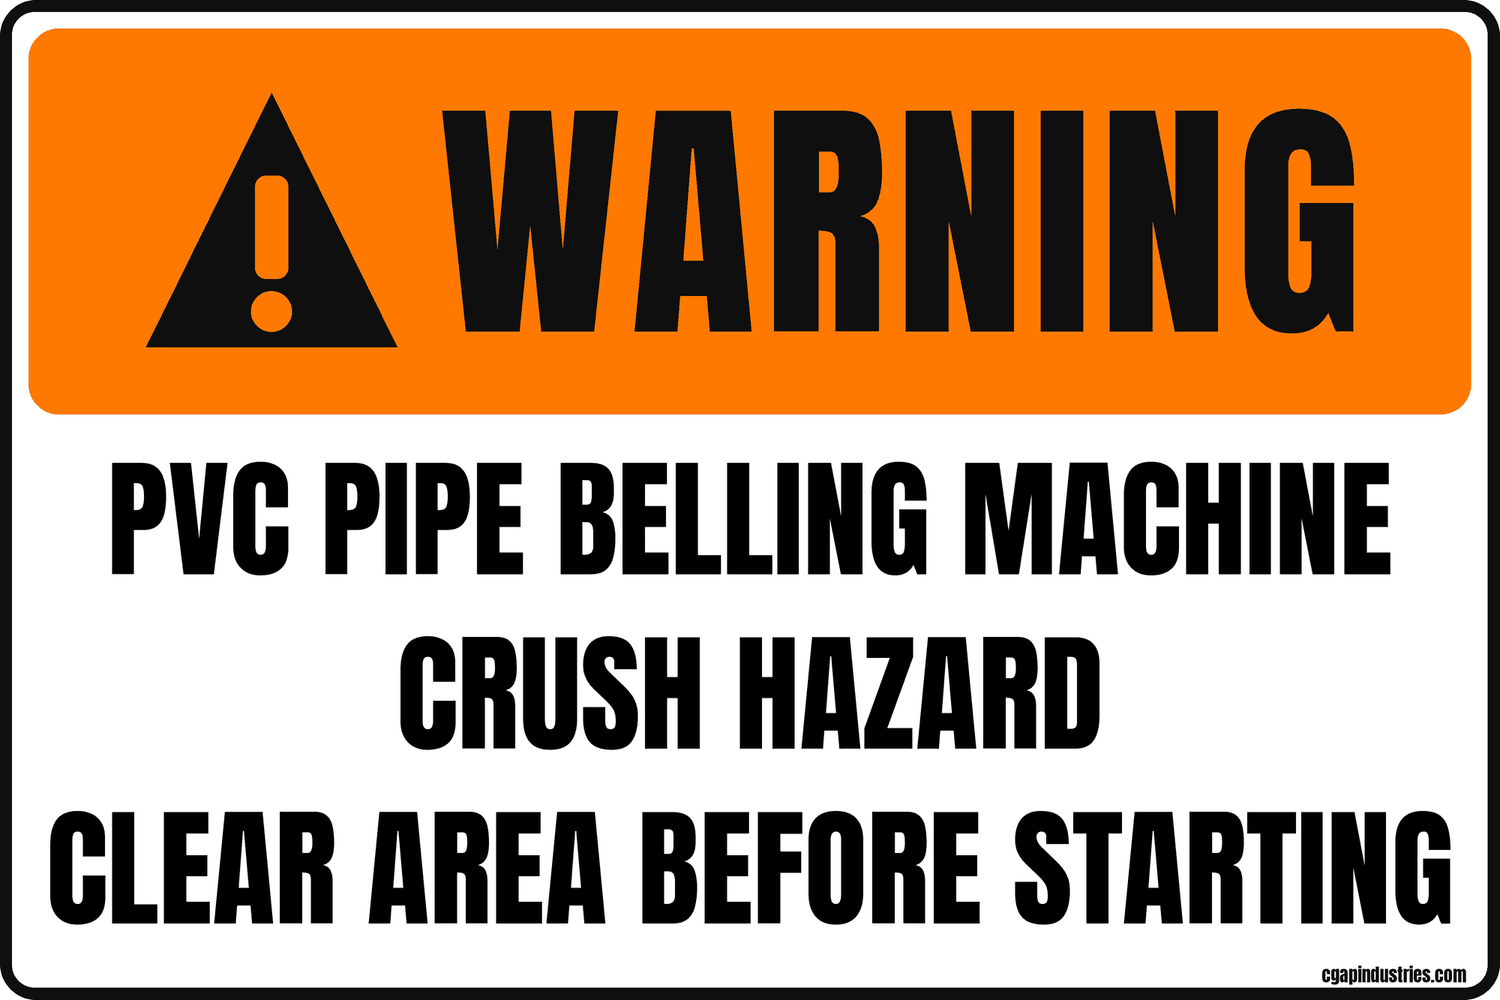 WARNING
PVC PIPE BELLING MACHINE
CRUSH HAZARD
CLEAR AREA BEFORE STARTING
cgapindustries.com